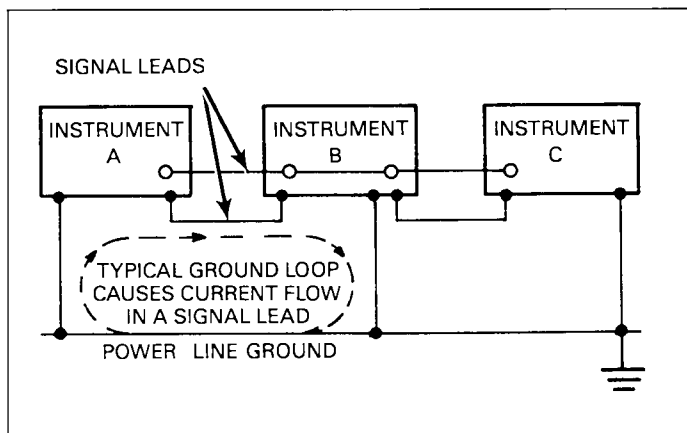 SIGNAL LEADS
INSTRUMENT
A
INSTRUMENT
B
INSTRUMENT
C
TYPICAL GROUND LOOP
CAUSES CURRENT FLOW
IN A SIGNAL LEAD
POWER LINE GROUND